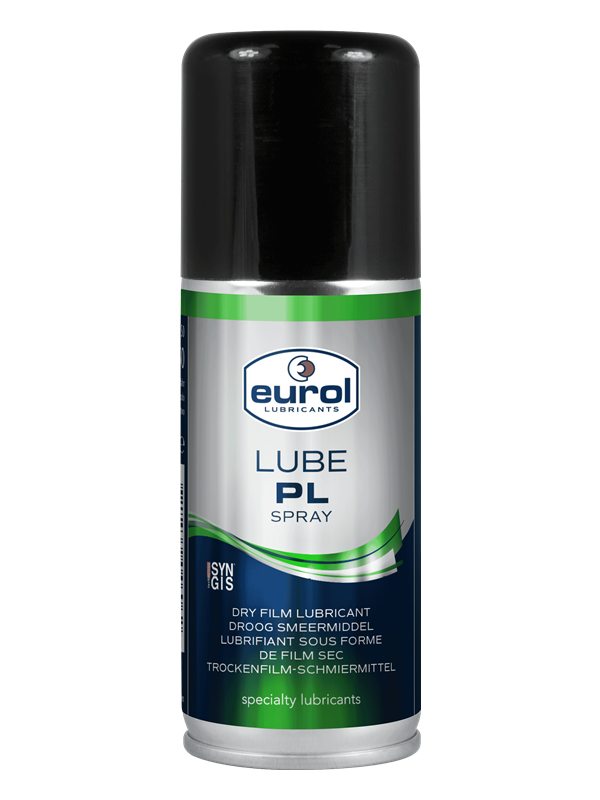 eurol
LUBRICANTS
LUBE
PL
SPRAY
SYN
GIS
DRY FILM LUBRICANT
DROOG SMEERMIDDEL
LUBRIFIANT SOUS FORME
DE FILM SEC
TROCKENFILM-SCHMIERMITTEL
specialty lubricants